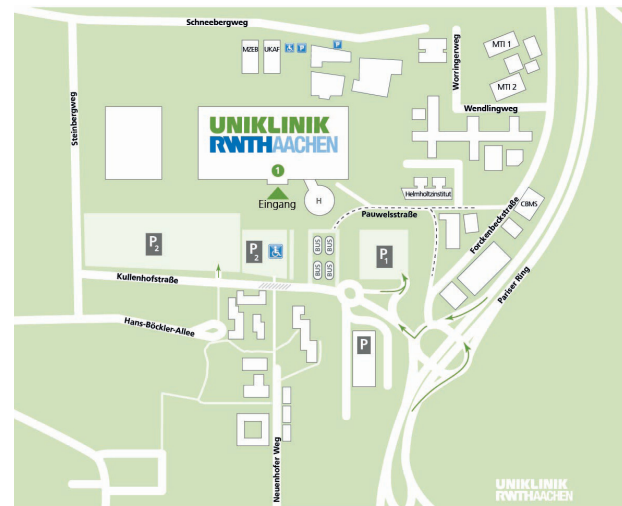 Schneebergweg
MZEB
UKAF
P
P
MTI 1
MTI 2
Worringerweg
Wendlingweg
Steinbergweg
UNIKLINIK
RWTHAACHEN
1
Eingang
H
Helmholtzinstitut
CBMS
Pauwelsstraße
Forckenbeckstraße
P2
P2
BUS
BUS
BUS
BUS
P1
Kullenhofstraße
Pariser Ring
Hans-Böckler-Allee
P
Neuenhofer Weg
UNIKLINIK
RWTHAACHEN